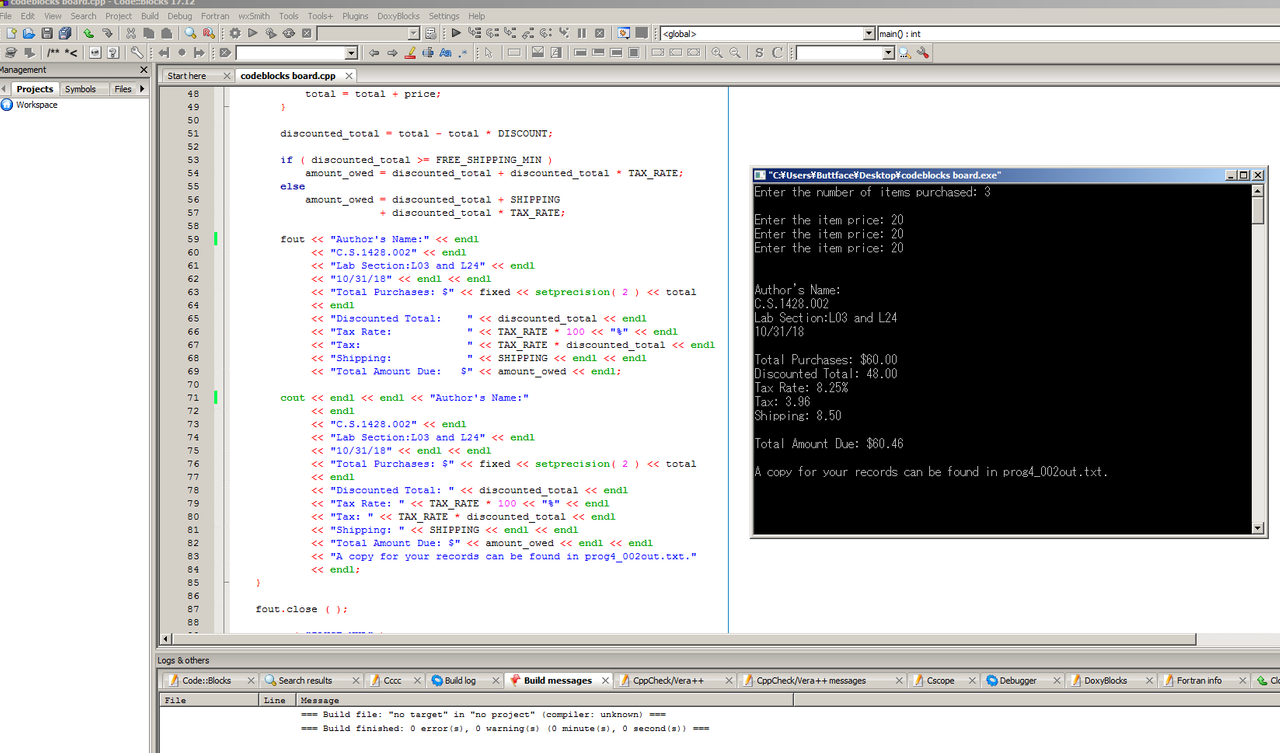 codeblocks board.cpp - Code::Blocks 17.12
File Edit View Search Project Build Debug Fortran wxSmith Tools Tools+ Plugins DoxyBlocks Settings Help
<global>
main() : int
/** *<
Aa .*
S C
Management
Projects Symbols Files
Workspace
Start here codeblocks board.cpp
48 total = total + price;
49 }
50
51 discounted_total = total - total * DISCOUNT;
52
53 if ( discounted_total >= FREE_SHIPPING_MIN )
54 amount_owed = discounted_total + discounted_total * TAX_RATE;
55 else
56 amount_owed = discounted_total + SHIPPING
57 + discounted_total * TAX_RATE;
58
59 fout << "Author's Name:" << endl
60 << "C.S.1428.002" << endl
61 << "Lab Section:L03 and L24" << endl
62 << "10/31/18" << endl << endl
63 << "Total Purchases: $" << fixed << setprecision( 2 ) << total
64 << endl
65 << "Discounted Total:    " << discounted_total << endl
66 << "Tax Rate:            " << TAX_RATE * 100 << "%" << endl
67 << "Tax:                 " << TAX_RATE * discounted_total << endl
68 << "Shipping:            " << SHIPPING << endl << endl
69 << "Total Amount Due:   $" << amount_owed << endl;
70
71 cout << endl << endl << "Author's Name:"
72 << endl
73 << "C.S.1428.002" << endl
74 << "Lab Section:L03 and L24" << endl
75 << "10/31/18" << endl << endl
76 << "Total Purchases: $" << fixed << setprecision( 2 ) << total
77 << endl
78 << "Discounted Total: " << discounted_total << endl
79 << "Tax Rate: " << TAX_RATE * 100 << "%" << endl
80 << "Tax: " << TAX_RATE * discounted_total << endl
81 << "Shipping: " << SHIPPING << endl << endl
82 << "Total Amount Due: $" << amount_owed << endl << endl
83 << "A copy for your records can be found in prog4_002out.txt."
84 << endl;
85 }
86
87 fout.close ( );
88
"C:¥Users¥Buttface¥Desktop¥codeblocks board.exe"
Enter the number of items purchased: 3
Enter the item price: 20
Enter the item price: 20
Enter the item price: 20
Author's Name:
C.S.1428.002
Lab Section:L03 and L24
10/31/18
Total Purchases: $60.00
Discounted Total: 48.00
Tax Rate: 8.25%
Tax: 3.96
Shipping: 8.50
Total Amount Due: $60.46
A copy for your records can be found in prog4_002out.txt.
Logs & others
Code::Blocks Search results Cccc Build log Build messages CppCheck/Vera++ CppCheck/Vera++ messages Cscope Debugger DoxyBlocks Fortran info
File Line Message
=== Build file: "no target" in "no project" (compiler: unknown) ===
=== Build finished: 0 error(s), 0 warning(s) (0 minute(s), 0 second(s)) ===